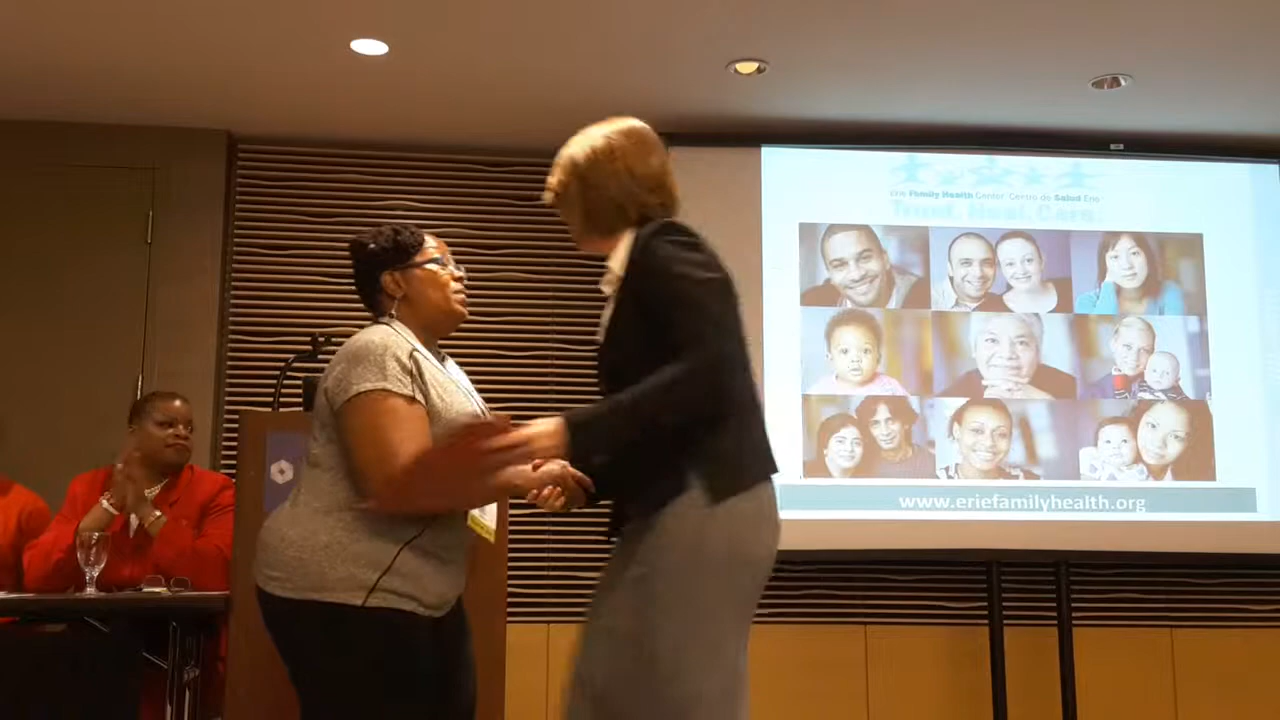 Erie Family Health Center Centro de Salud Erie
Trust. Heal. Care.
www.eriefamilyhealth.org